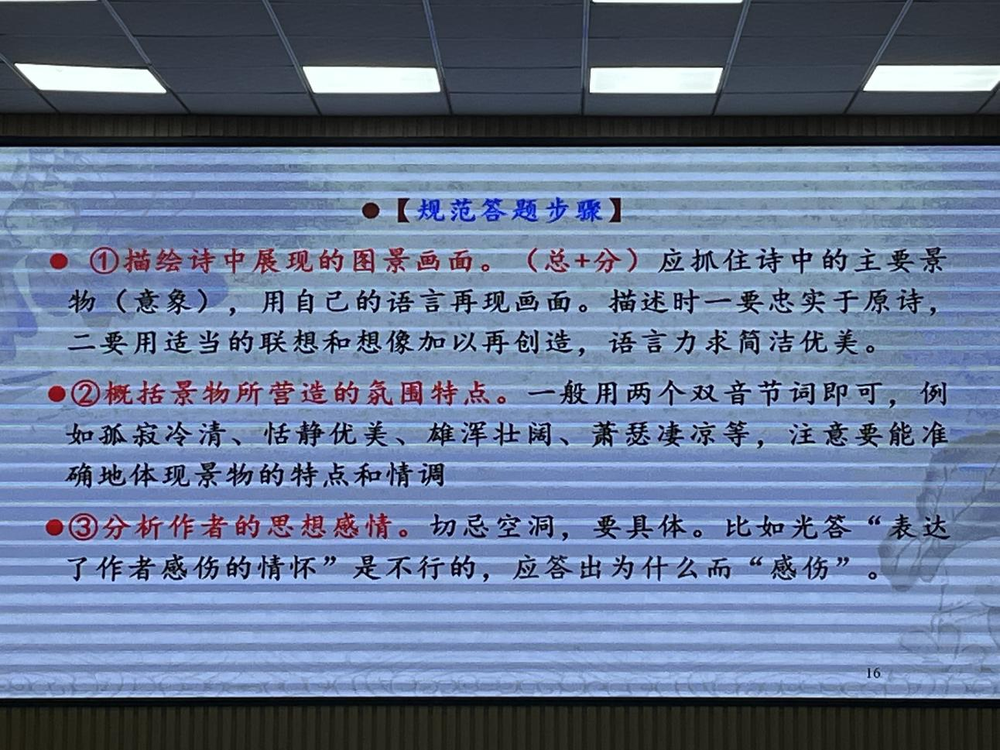 ●【规范答题步骤】
● ①描绘诗中展现的图景画面。（总+分）应抓住诗中的主要景
物（意象），用自己的语言再现画面。描述时一要忠实于原诗，
二要用适当的联想和想像加以再创造，语言力求简洁优美。
●②概括景物所营造的氛围特点。一般用两个双音节词即可，例
如孤寂冷清、恬静优美、雄浑壮阔、萧瑟凄凉等，注意要能准
确地体现景物的特点和情调
●③分析作者的思想感情。切忌空洞，要具体。比如光答“表达
了作者感伤的情怀”是不行的，应答出为什么而“感伤”。
16